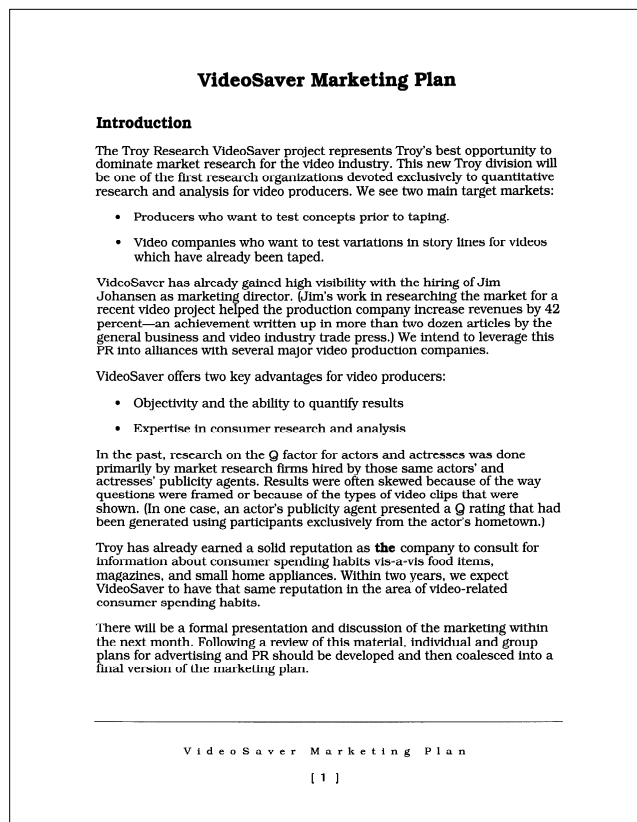 VideoSaver Marketing Plan
Introduction
The Troy Research VideoSaver project represents Troy's best opportunity to
dominate market research for the video industry. This new Troy division will
be one of the first research organizations devoted exclusively to quantitative
research and analysis for video producers. We see two main target markets:
• Producers who want to test concepts prior to taping.
• Video companies who want to test variations in story lines for videos
which have already been taped.
VideoSaver has already gained high visibility with the hiring of Jim
Johansen as marketing director. (Jim's work in researching the market for a
recent video project helped the production company increase revenues by 42
percent—an achievement written up in more than two dozen articles by the
general business and video industry trade press.) We intend to leverage this
PR into alliances with several major video production companies.
VideoSaver offers two key advantages for video producers:
• Objectivity and the ability to quantify results
• Expertise in consumer research and analysis
In the past, research on the Q factor for actors and actresses was done
primarily by market research firms hired by those same actors' and
actresses' publicity agents. Results were often skewed because of the way
questions were framed or because of the types of video clips that were
shown. (In one case, an actor's publicity agent presented a Q rating that had
been generated using participants exclusively from the actor's hometown.)
Troy has already earned a solid reputation as the company to consult for
information about consumer spending habits vis-a-vis food items,
magazines, and small home appliances. Within two years, we expect
VideoSaver to have that same reputation in the area of video-related
consumer spending habits.
There will be a formal presentation and discussion of the marketing within
the next month. Following a review of this material, individual and group
plans for advertising and PR should be developed and then coalesced into a
final version of the marketing plan.
VideoSaver Marketing Plan
[ 1 ]